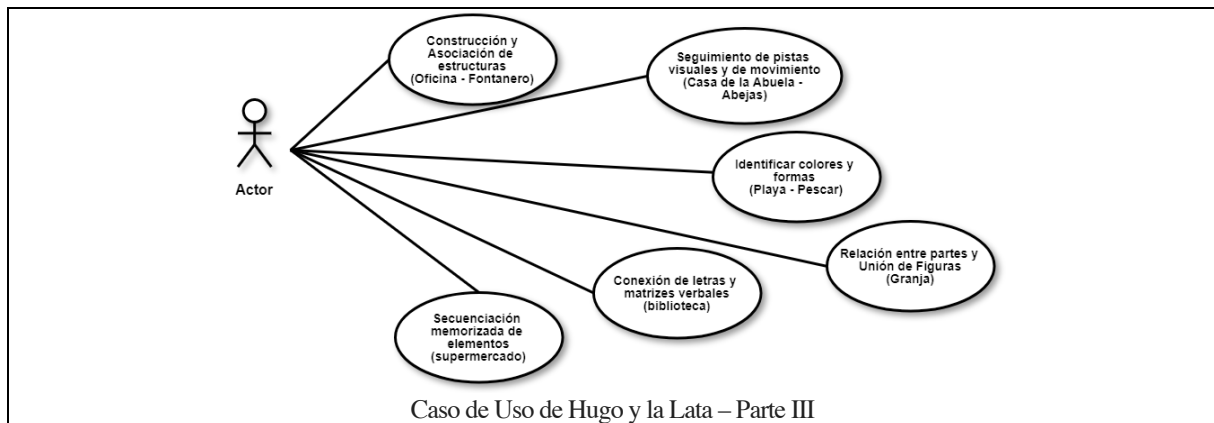 Construcción y
Asociación de
estructuras
(Oficina - Fontanero)
Seguimiento de pistas
visuales y de movimiento
(Casa de la Abuela -
Abejas)
Identificar colores y
formas
(Playa - Pescar)
Actor
Relación entre partes y
Unión de Figuras
(Granja)
Conexión de letras y
matrizes verbales
(biblioteca)
Secuenciación
memorizada de
elementos
(supermercado)
Caso de Uso de Hugo y la Lata – Parte III